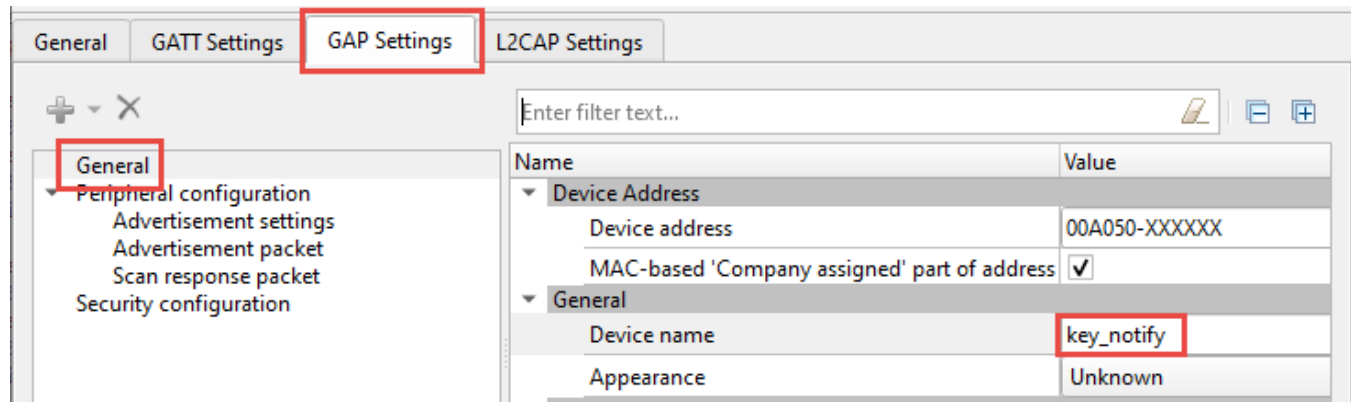 General GATT Settings GAP Settings L2CAP Settings
Enter filter text...
General
Peripheral configuration
Advertisement settings
Advertisement packet
Scan response packet
Security configuration
Name Value
Device Address
Device address 00A050-XXXXXX
MAC-based 'Company assigned' part of address
General
Device name key_notify
Appearance Unknown